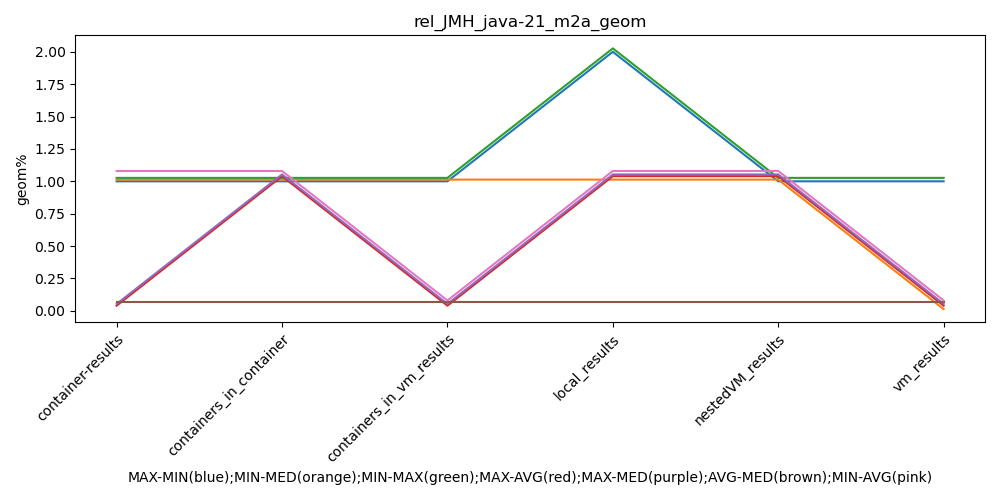 rel_JMH_java-21_m2a_geom
geom%
2.00
1.75
1.50
1.25
1.00
0.75
0.50
0.25
0.00
container-results
containers_in_container
containers_in_vm_results
local_results
nestedVM_results
vm_results
MAX-MIN(blue);MIN-MED(orange);MIN-MAX(green);MAX-AVG(red);MAX-MED(purple);AVG-MED(brown);MIN-AVG(pink)